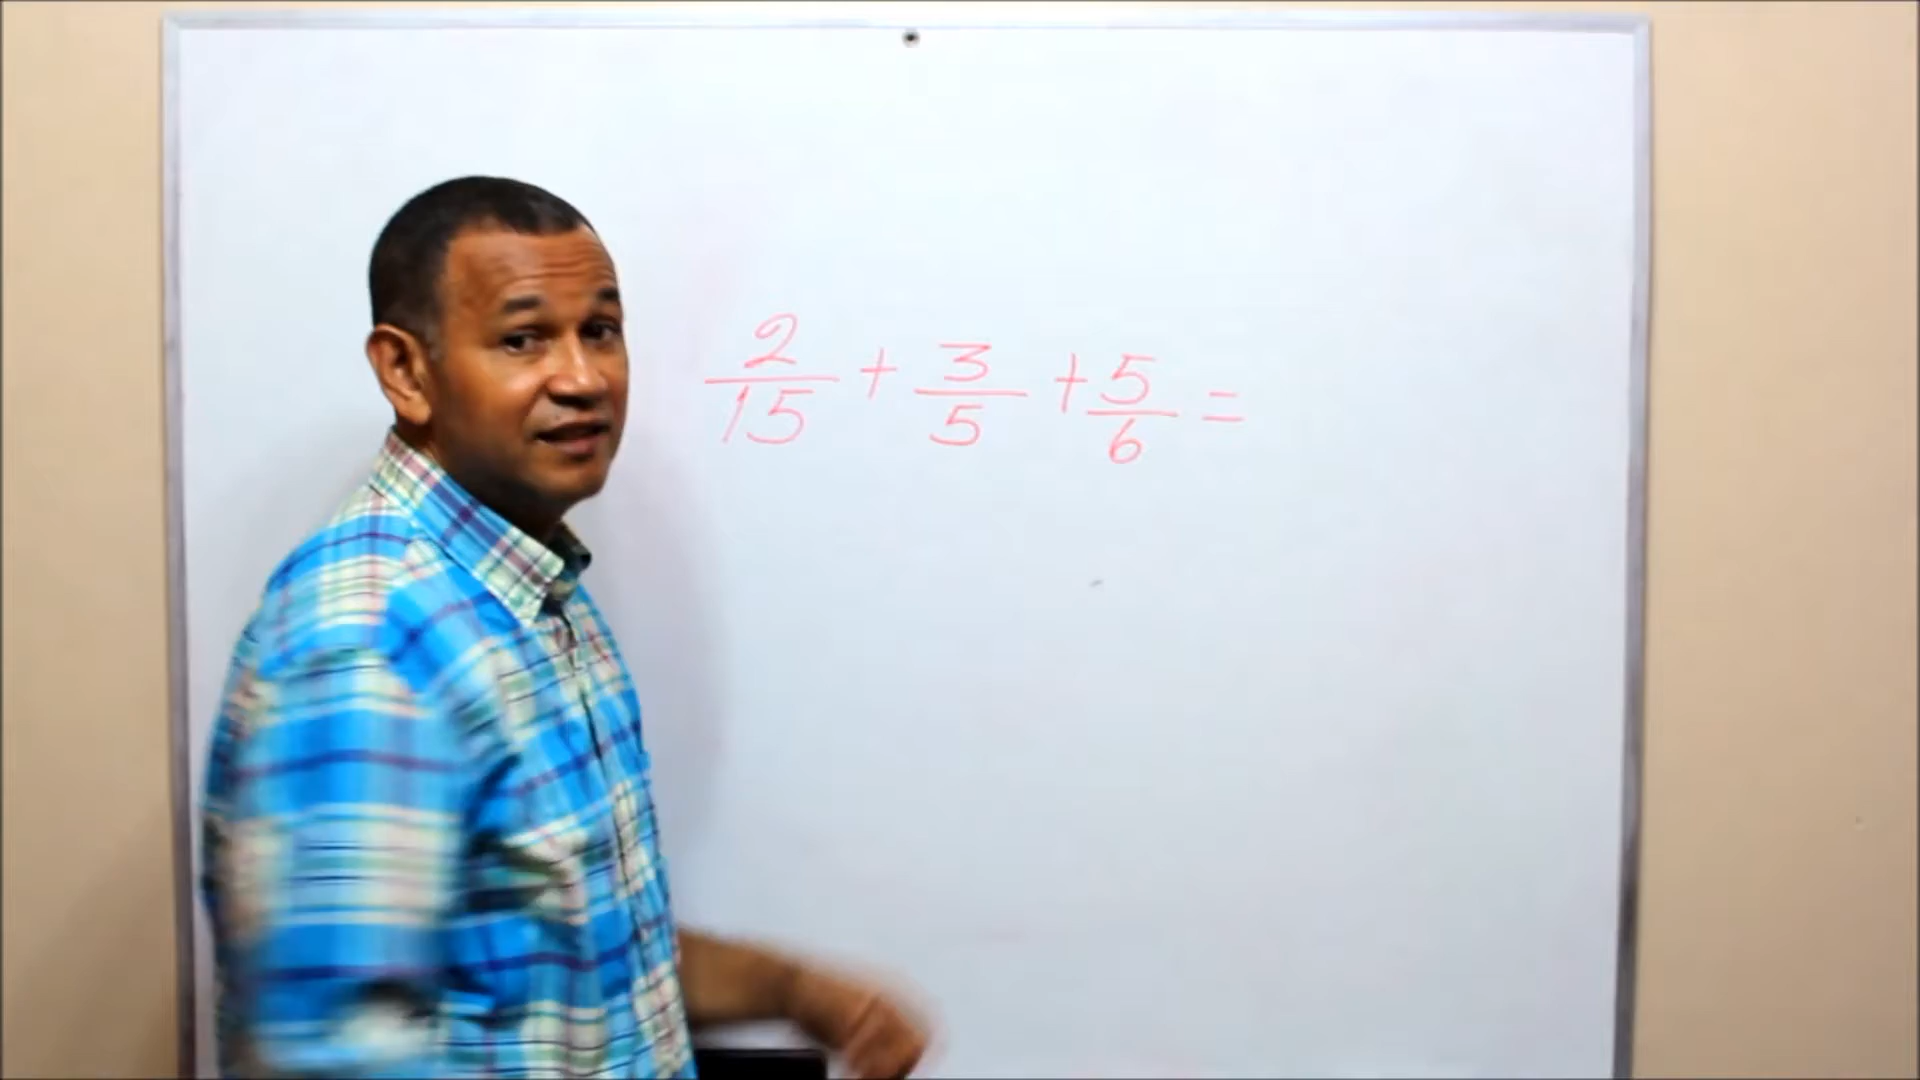 2/15 + 3/5 + 5/6 =